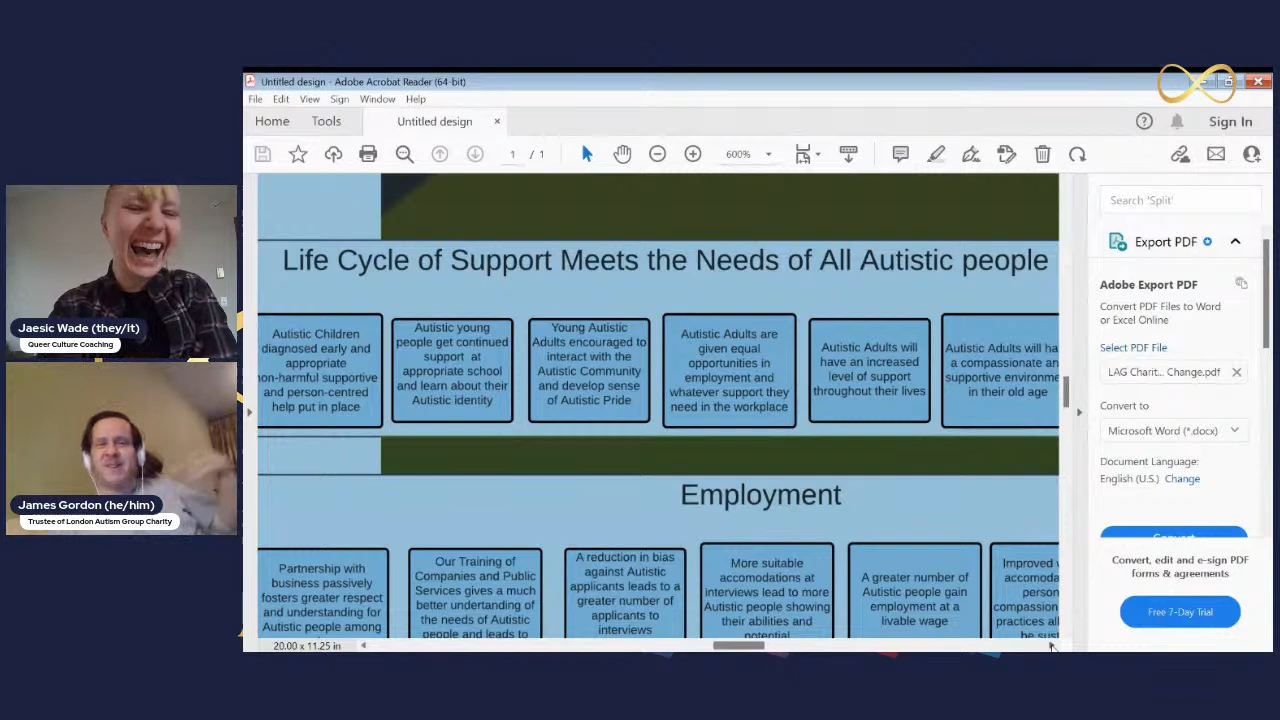 Untitled design - Adobe Acrobat Reader (64-bit)
File Edit View Sign Window Help
Home Tools Untitled design × Sign In
1 / 1 600%
Life Cycle of Support Meets the Needs of All Autistic people
Autistic Children
diagnosed early and
appropriate
on-harmful supportive
and person-centred
help put in place
Autistic young
people get continued
support at
appropriate school
and learn about their
Autistic identity
Young Autistic
Adults encouraged to
interact with the
Autistic Community
and develop sense
of Autistic Pride
Autistic Adults are
given equal
opportunities in
employment and
whatever support they
need in the workplace
Autistic Adults will
have an increased
level of support
throughout their lives
Autistic Adults will ha
a compassionate an
supportive environme
in their old age
Employment
Partnership with
business passively
fosters greater respect
and understanding for
Autistic people among
Our Training of
Companies and Public
Services gives a much
better undertanding of
the needs of Autistic
people and leads to
A reduction in bias
against Autistic
applicants leads to a
greater number of
applicants to
interviews
More suitable
accomodations at
interviews lead to more
Autistic people showing
their abilities and
potential
A greater number of
Autistic people gain
employment at a
livable wage
Improved w
accomoda
person
compassion
practices all
be sust
20.00 x 11.25 in
Search 'Split'
Export PDF
Adobe Export PDF
Convert PDF Files to Word
or Excel Online
Select PDF File
LAG Charit... Change.pdf
Convert to
Microsoft Word (*.docx)
Document Language:
English (U.S.) Change
Convert
Convert, edit and e-sign PDF
forms & agreements
Free 7-Day Trial
Jaesic Wade (they/it)
Queer Culture Coaching
James Gordon (he/him)
Trustee of London Autism Group Charity